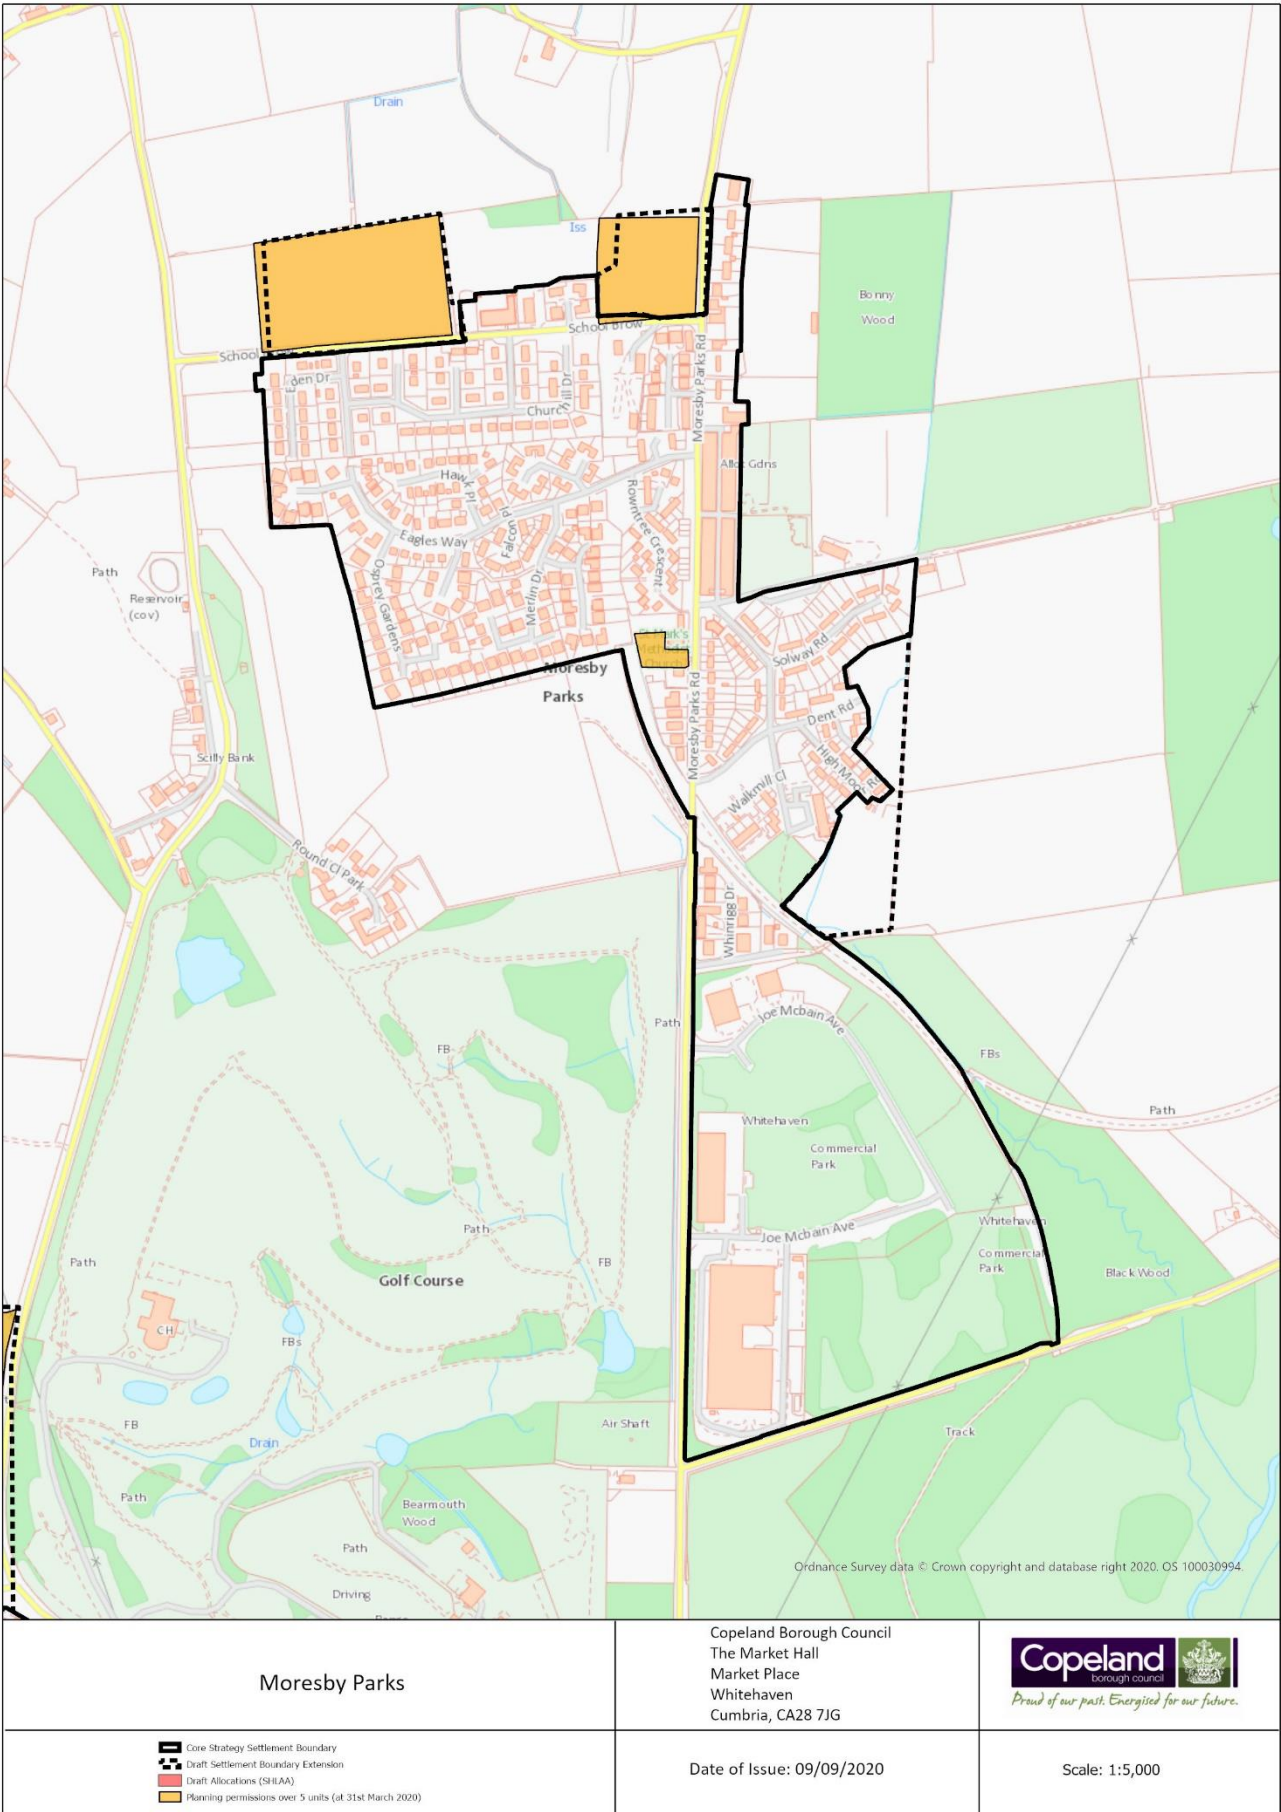 Drain
Iss
Bonny
Wood
School Brow
School
Eden Dr
Church
hill Dr
Moresby Parks Rd
Allot Gdns
Hawk Pl
Falcon Pl
Eagles Way
Rowntree Crescent
Osprey Gardens
Merlin Dr
Path
Reservoir
(cov)
St Mark's
Methodist
Church
Solway Rd
Moresby
Parks
Moresby Parks Rd
Dent Rd
High Moor Rd
Scilly Bank
Walkmill Cl
Round Cl Park
Whinrigg Dr
Path
Joe Mcbain Ave
FB
FBs
Path
Whitehaven
Commercial
Park
Path
Joe Mcbain Ave
Whitehaven
Commercial
Park
Path
FB
Golf Course
Black Wood
CH
FBs
FB
Drain
Air Shaft
Track
Path
Bearmouth
Wood
Path
Driving
Ordnance Survey data © Crown copyright and database right 2020. OS 100030994.
Moresby Parks
Copeland Borough Council
The Market Hall
Market Place
Whitehaven
Cumbria, CA28 7JG
Copeland
borough council
Proud of our past. Energised for our future.
Core Strategy Settlement Boundary
Draft Settlement Boundary Extension
Draft Allocations (SHLAA)
Planning permissions over 5 units (at 31st March 2020)
Date of Issue: 09/09/2020
Scale: 1:5,000